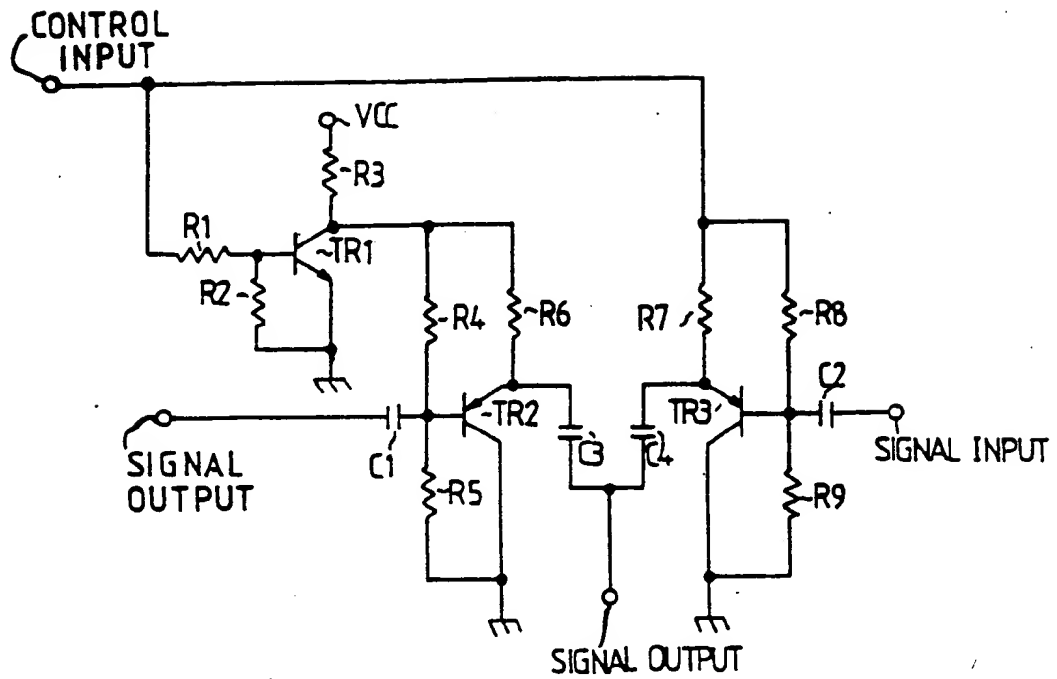 CONTROL
INPUT
VCC
R3
R1
TR1
R2
R4
R6
R7
R8
C2
TR2
TR3
C3
C4
SIGNAL INPUT
SIGNAL
OUTPUT
C1
R5
R9
SIGNAL OUTPUT